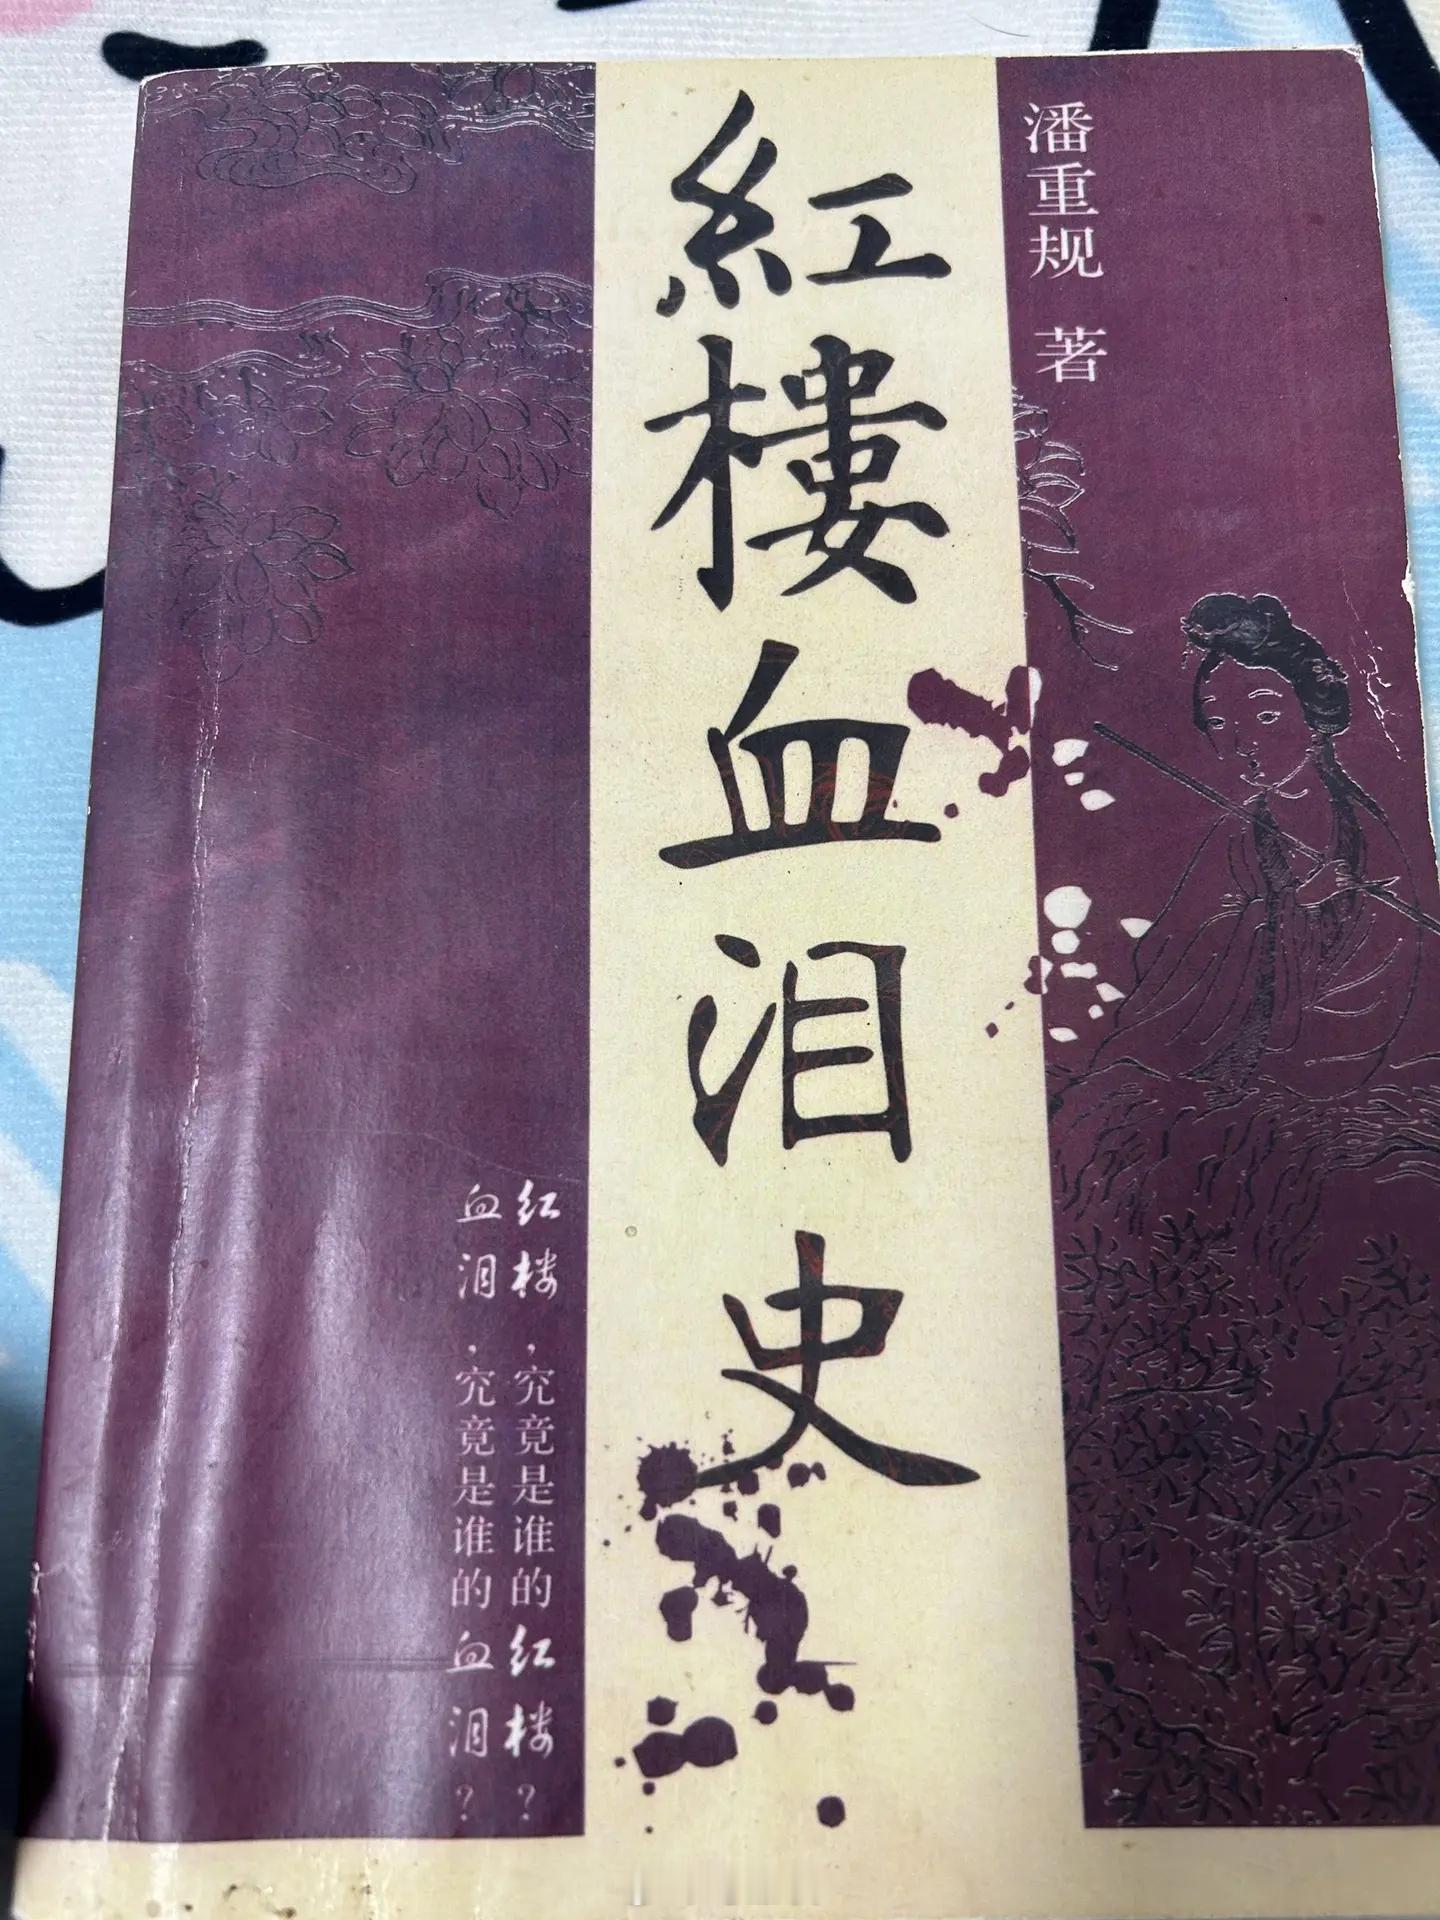 潘重规 著
紅樓血泪史
红楼，究竟是谁的红楼？
血泪，究竟是谁的血泪？